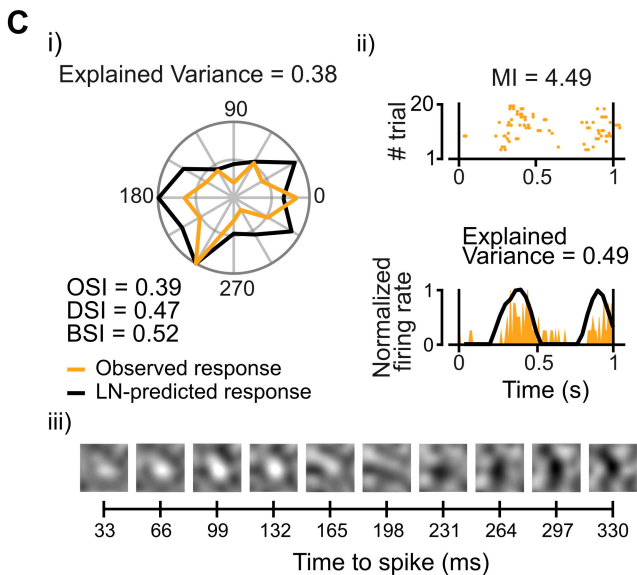 C
i)
Explained Variance = 0.38
90
180
0
270
OSI = 0.39
DSI = 0.47
BSI = 0.52
Observed response
LN-predicted response
ii)
MI = 4.49
# trial
20
1
0
0.5
1
Explained
Variance = 0.49
Normalized
firing rate
1
0
0
0.5
1
Time (s)
iii)
33 66 99 132 165 198 231 264 297 330
Time to spike (ms)